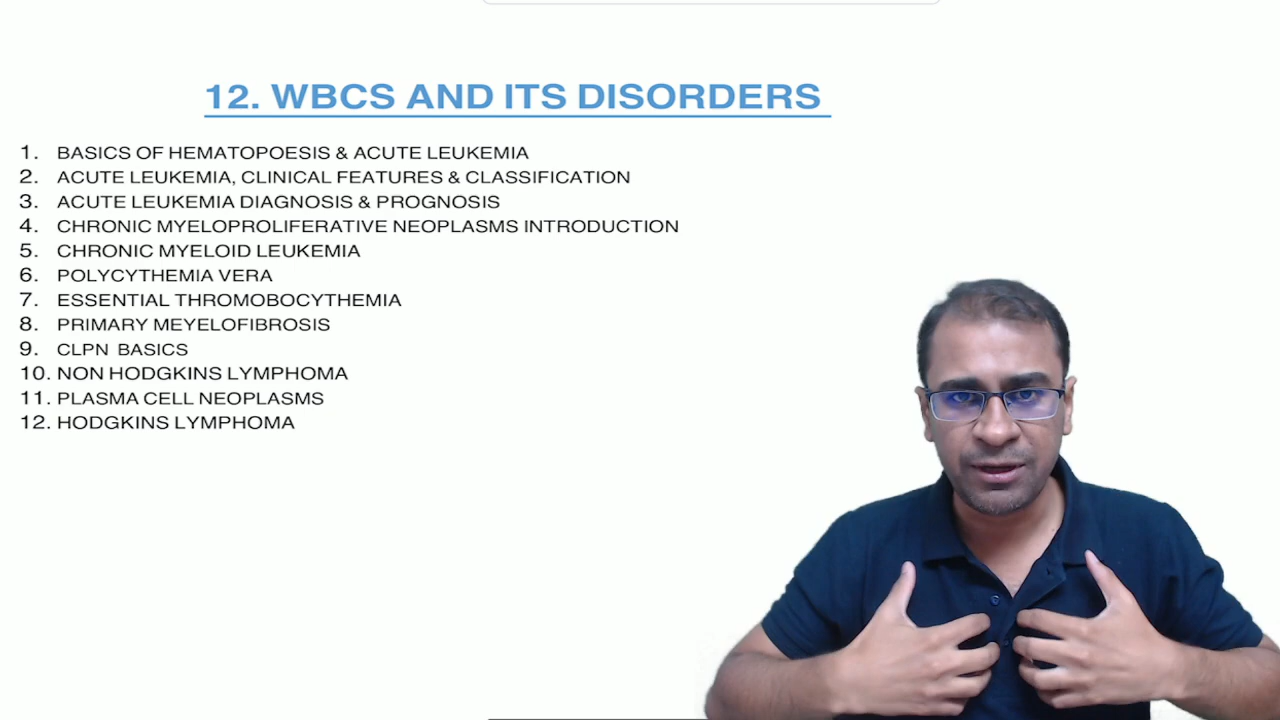 12. WBCS AND ITS DISORDERS
1. BASICS OF HEMATOPOESIS & ACUTE LEUKEMIA
2. ACUTE LEUKEMIA, CLINICAL FEATURES & CLASSIFICATION
3. ACUTE LEUKEMIA DIAGNOSIS & PROGNOSIS
4. CHRONIC MYELOPROLIFERATIVE NEOPLASMS INTRODUCTION
5. CHRONIC MYELOID LEUKEMIA
6. POLYCYTHEMIA VERA
7. ESSENTIAL THROMOBOCYTHEMIA
8. PRIMARY MEYELOFIBROSIS
9. CLPN BASICS
10. NON HODGKINS LYMPHOMA
11. PLASMA CELL NEOPLASMS
12. HODGKINS LYMPHOMA